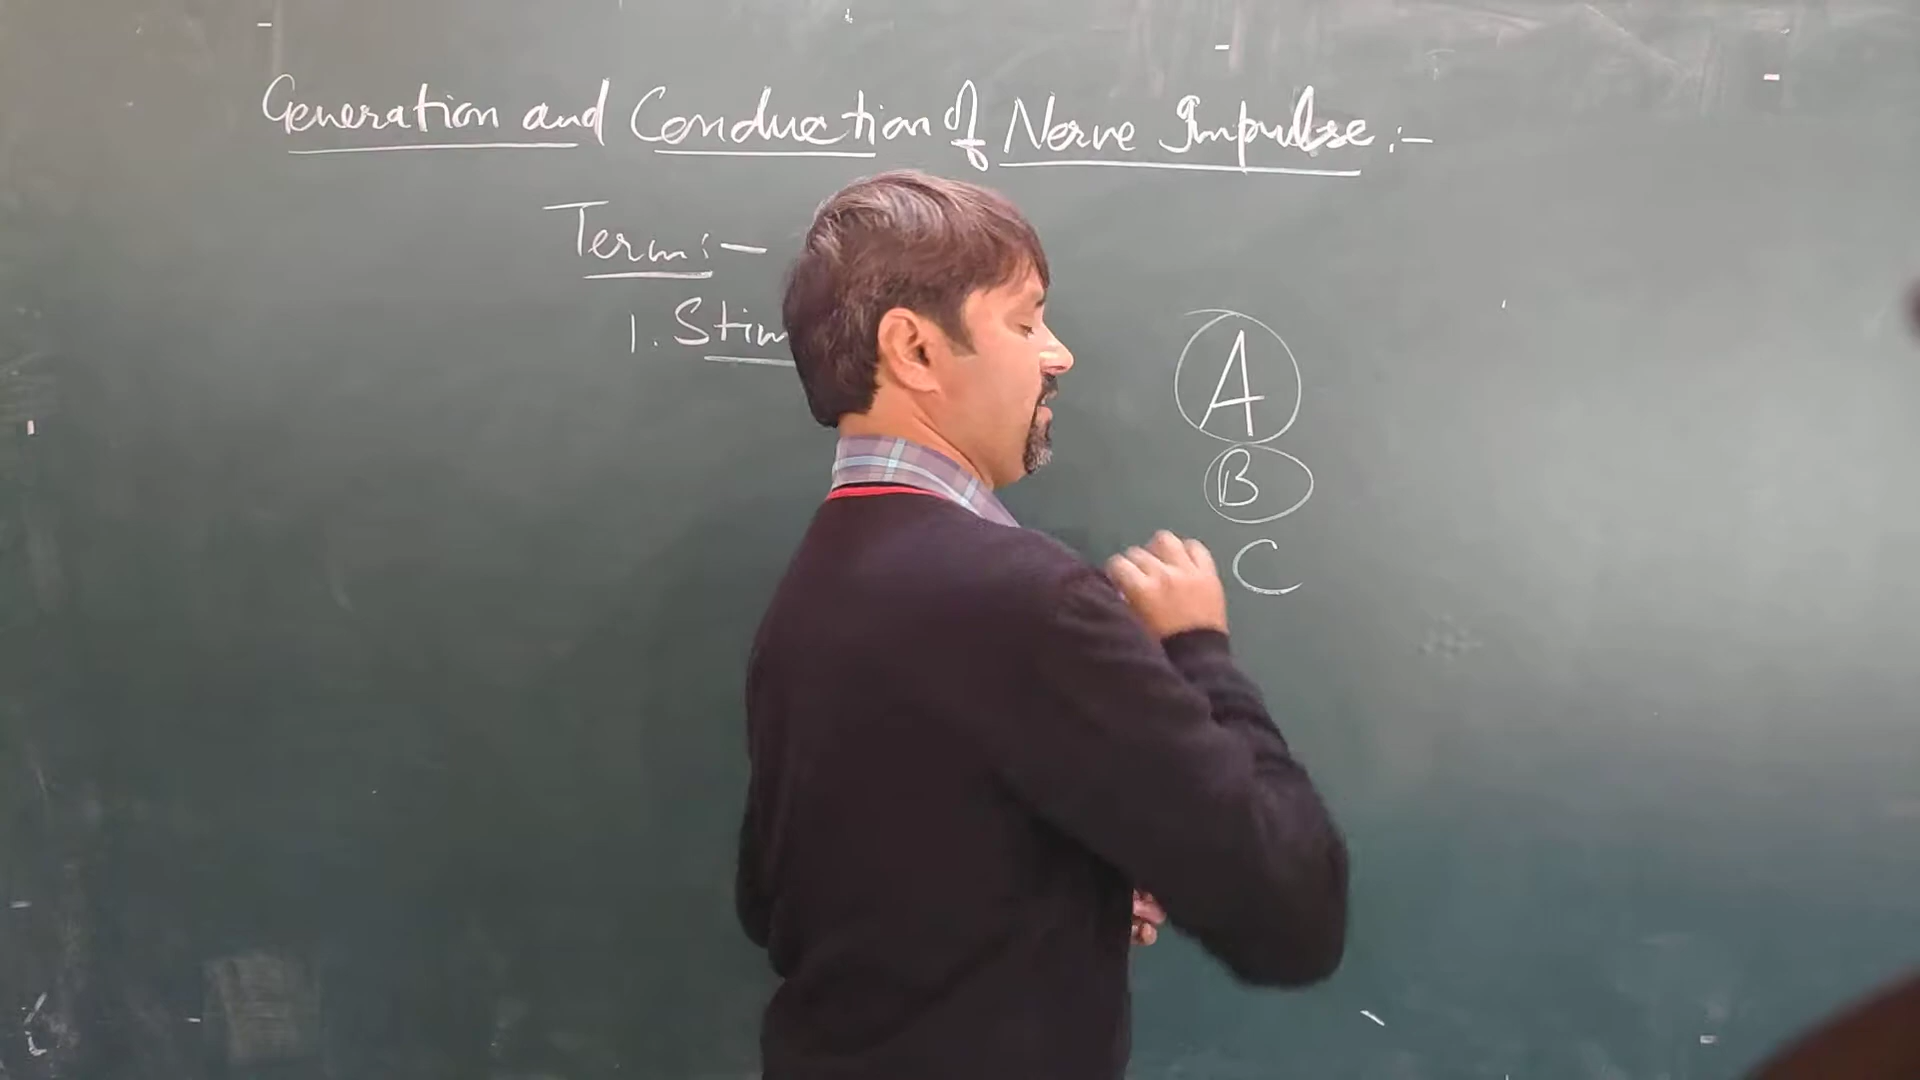 Generation and Conduction of Nerve Impulse :-
Term :-
1. Stim
A
B
C